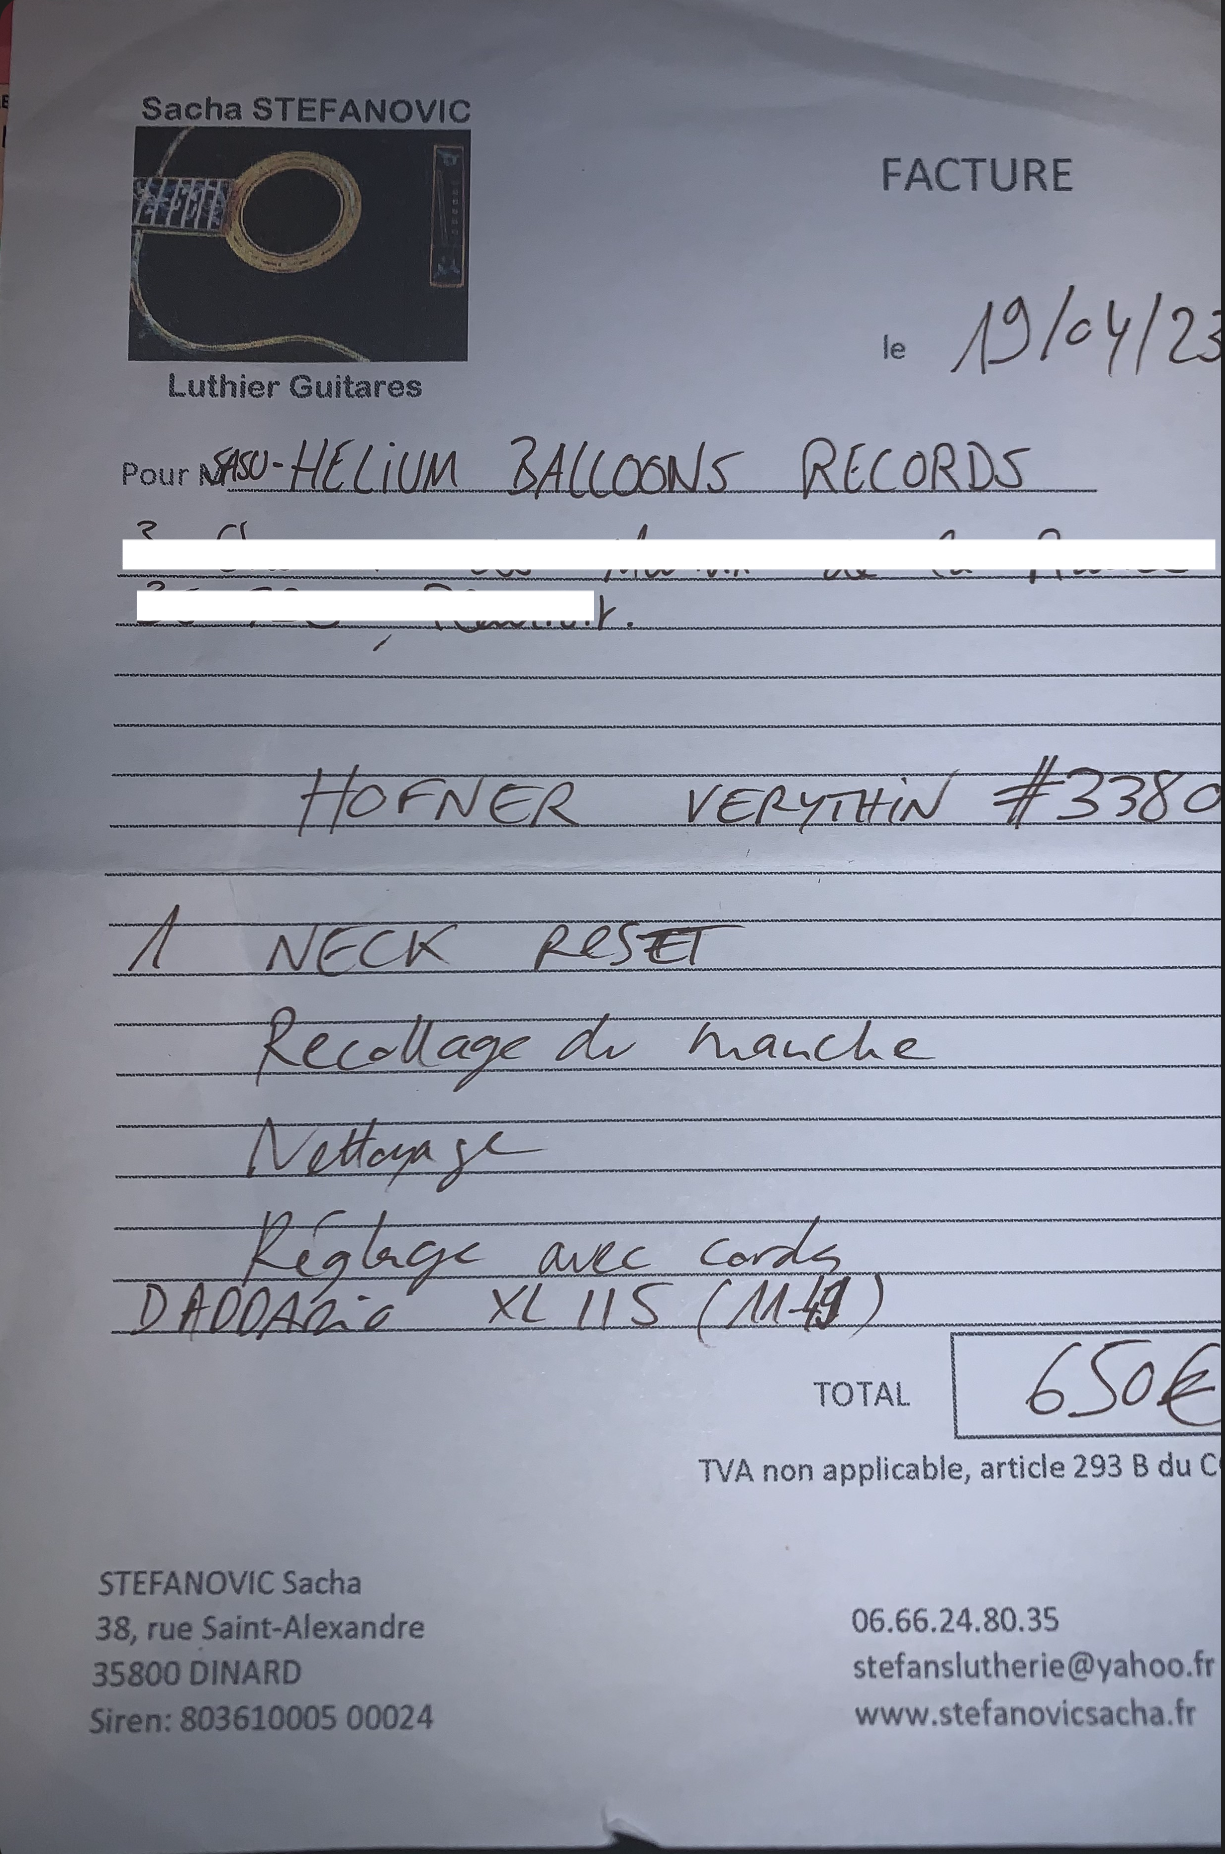 Sacha STEFANOVIC
FACTURE
le 19/04/23
Luthier Guitares
Pour SASU-HELIUM BALLOONS RECORDS
HOFNER VERYTHIN #3380
1 NECK RESET
Recollage du manche
Nettoyage
Réglage avec cordes
DADDARIO XL 115 (11-49)
TOTAL 650€
TVA non applicable, article 293 B du
STEFANOVIC Sacha
38, rue Saint-Alexandre
35800 DINARD
Siren: 803610005 00024
06.66.24.80.35
stefanslutherie@yahoo.fr
www.stefanovicsacha.fr